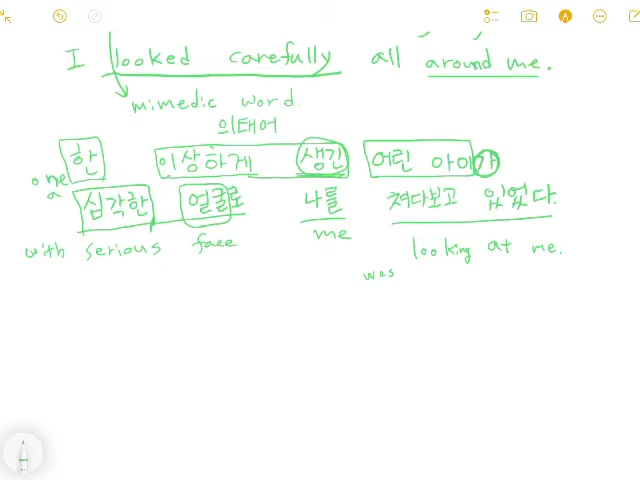 I looked carefully all around me.
mimedic word.
의태어
한 이상하게 생긴 어린 아이가
one
a
심각한 얼굴로 나를 쳐다보고 있었다.
with serious face me looking at me.
was